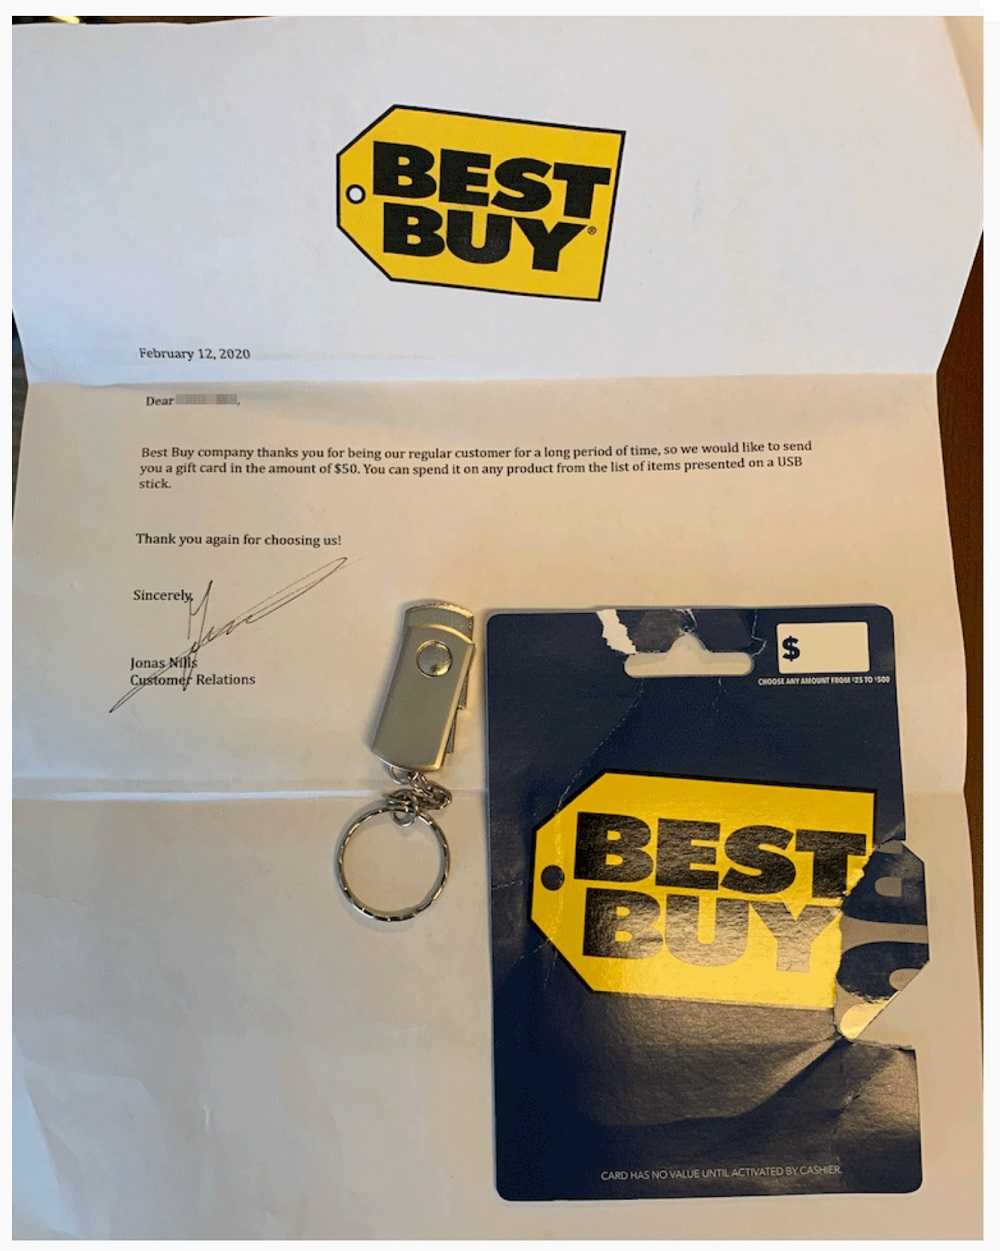 BEST
BUY®
February 12, 2020
Dear ,
Best Buy company thanks you for being our regular customer for a long period of time, so we would like to send
you a gift card in the amount of $50. You can spend it on any product from the list of items presented on a USB
stick.
Thank you again for choosing us!
Sincerely,
Jonas Nills
Customer Relations
$
CHOOSE ANY AMOUNT FROM $25 TO $500
BEST
BUY
CARD HAS NO VALUE UNTIL ACTIVATED BY CASHIER.